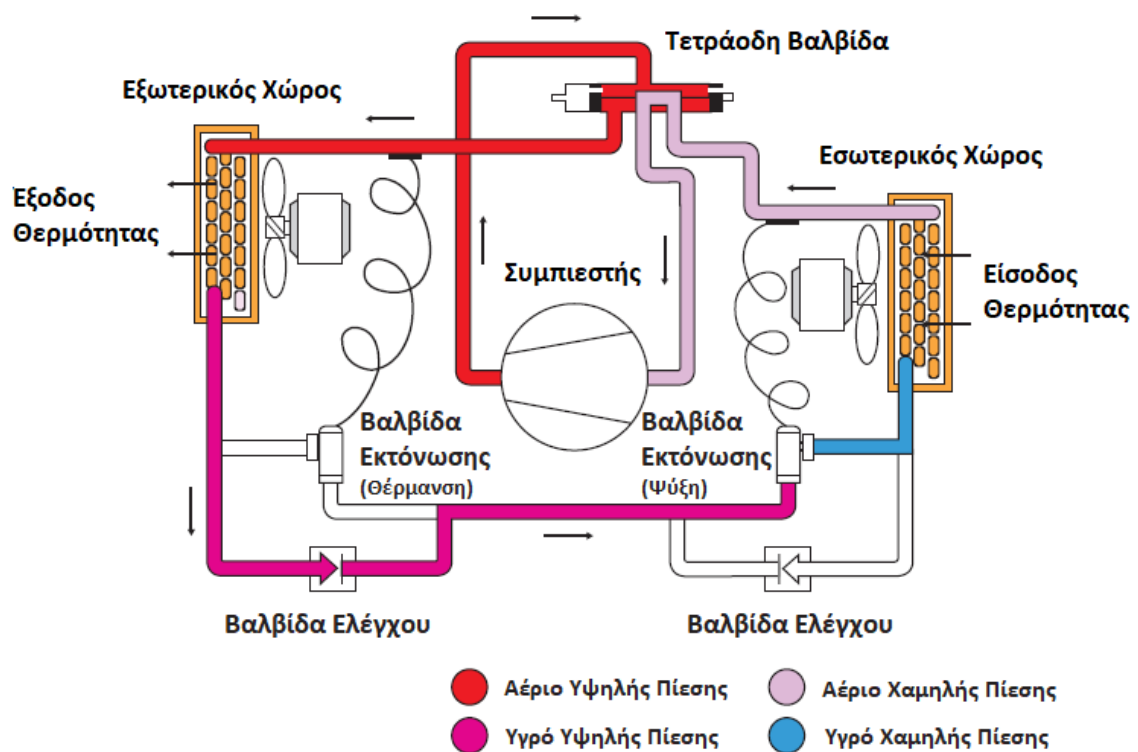 Τετράοδη Βαλβίδα
Εξωτερικός Χώρος
Εσωτερικός Χώρος
Έξοδος
Θερμότητας
Συμπιεστής
Είσοδος
Θερμότητας
Βαλβίδα
Εκτόνωσης
(Θέρμανση)
Βαλβίδα
Εκτόνωσης
(Ψύξη)
Βαλβίδα Ελέγχου
Βαλβίδα Ελέγχου
Αέριο Υψηλής Πίεσης
Αέριο Χαμηλής Πίεσης
Υγρό Υψηλής Πίεσης
Υγρό Χαμηλής Πίεσης